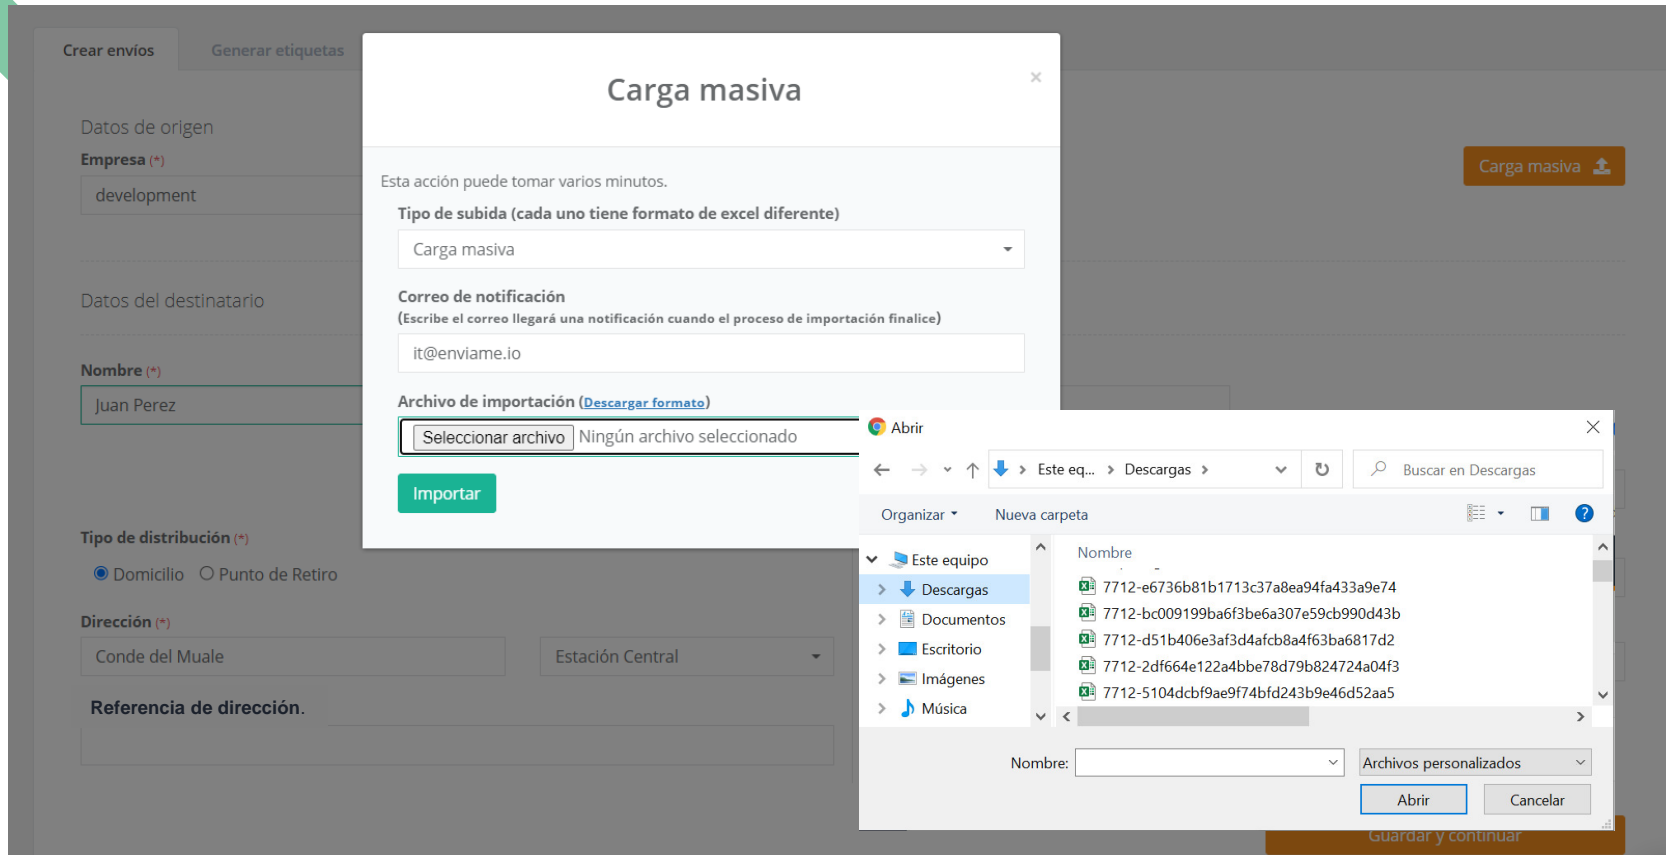 Crear envíos
Generar etiquetas
Carga masiva
×
Datos de origen
Empresa (*)
development
Carga masiva
Esta acción puede tomar varios minutos.
Tipo de subida (cada uno tiene formato de excel diferente)
Carga masiva
Datos del destinatario
Correo de notificación
(Escribe el correo llegará una notificación cuando el proceso de importación finalice)
it@enviame.io
Nombre (*)
Juan Perez
Archivo de importación (Descargar formato)
Seleccionar archivo Ningún archivo seleccionado
Importar
Abrir
Este eq... > Descargas >
Buscar en Descargas
Organizar
Nueva carpeta
Tipo de distribución (*)
Domicilio
Punto de Retiro
Este equipo
Descargas
Documentos
Escritorio
Imágenes
Música
Nombre
7712-e6736b81b1713c37a8ea94fa433a9e74
7712-bc009199ba6f3be6a307e59cb990d43b
7712-d51b406e3af3d4afcb8a4f63ba6817d2
7712-2df664e122a4bbe78d79b824724a04f3
7712-5104dcbf9ae9f74bfd243b9e46d52aa5
Dirección (*)
Conde del Muale
Estación Central
Referencia de dirección.
Nombre:
Archivos personalizados
Abrir
Cancelar
Guardar y continuar